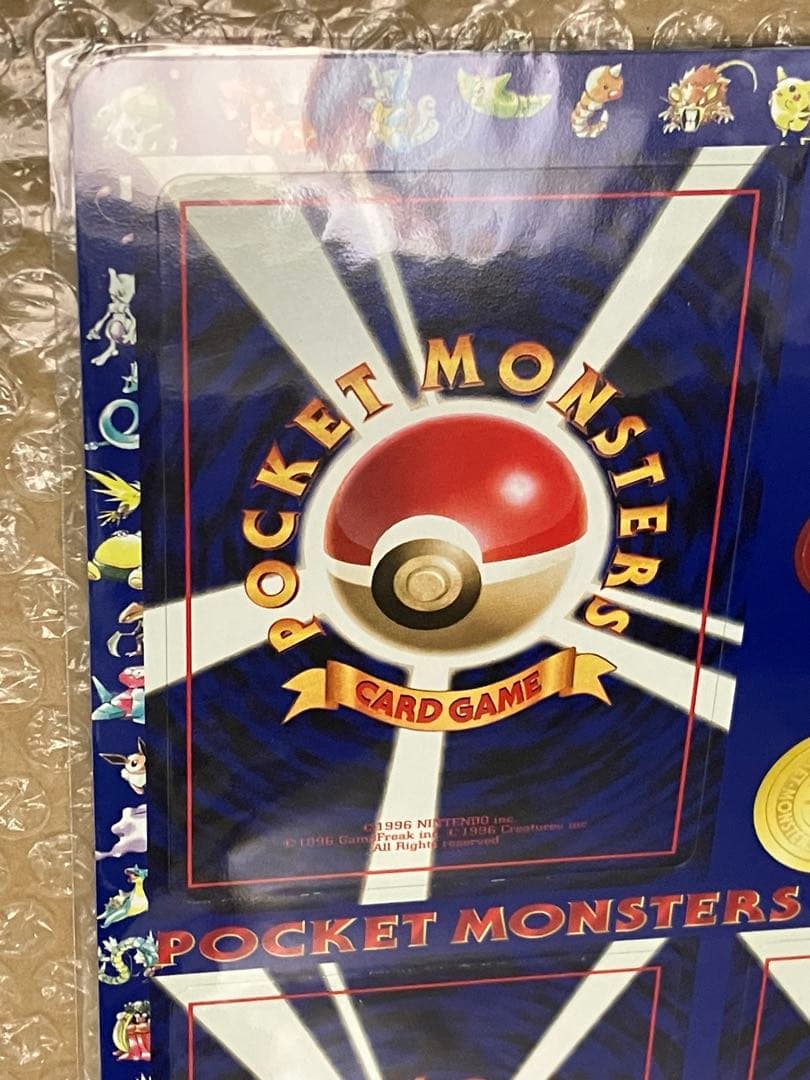 POCKET MONSTERS
CARD GAME
©1996 NINTENDO inc
©1996 GameFreak inc ©1996 Creatures inc
All Rights reserved
POCKET MONSTERS